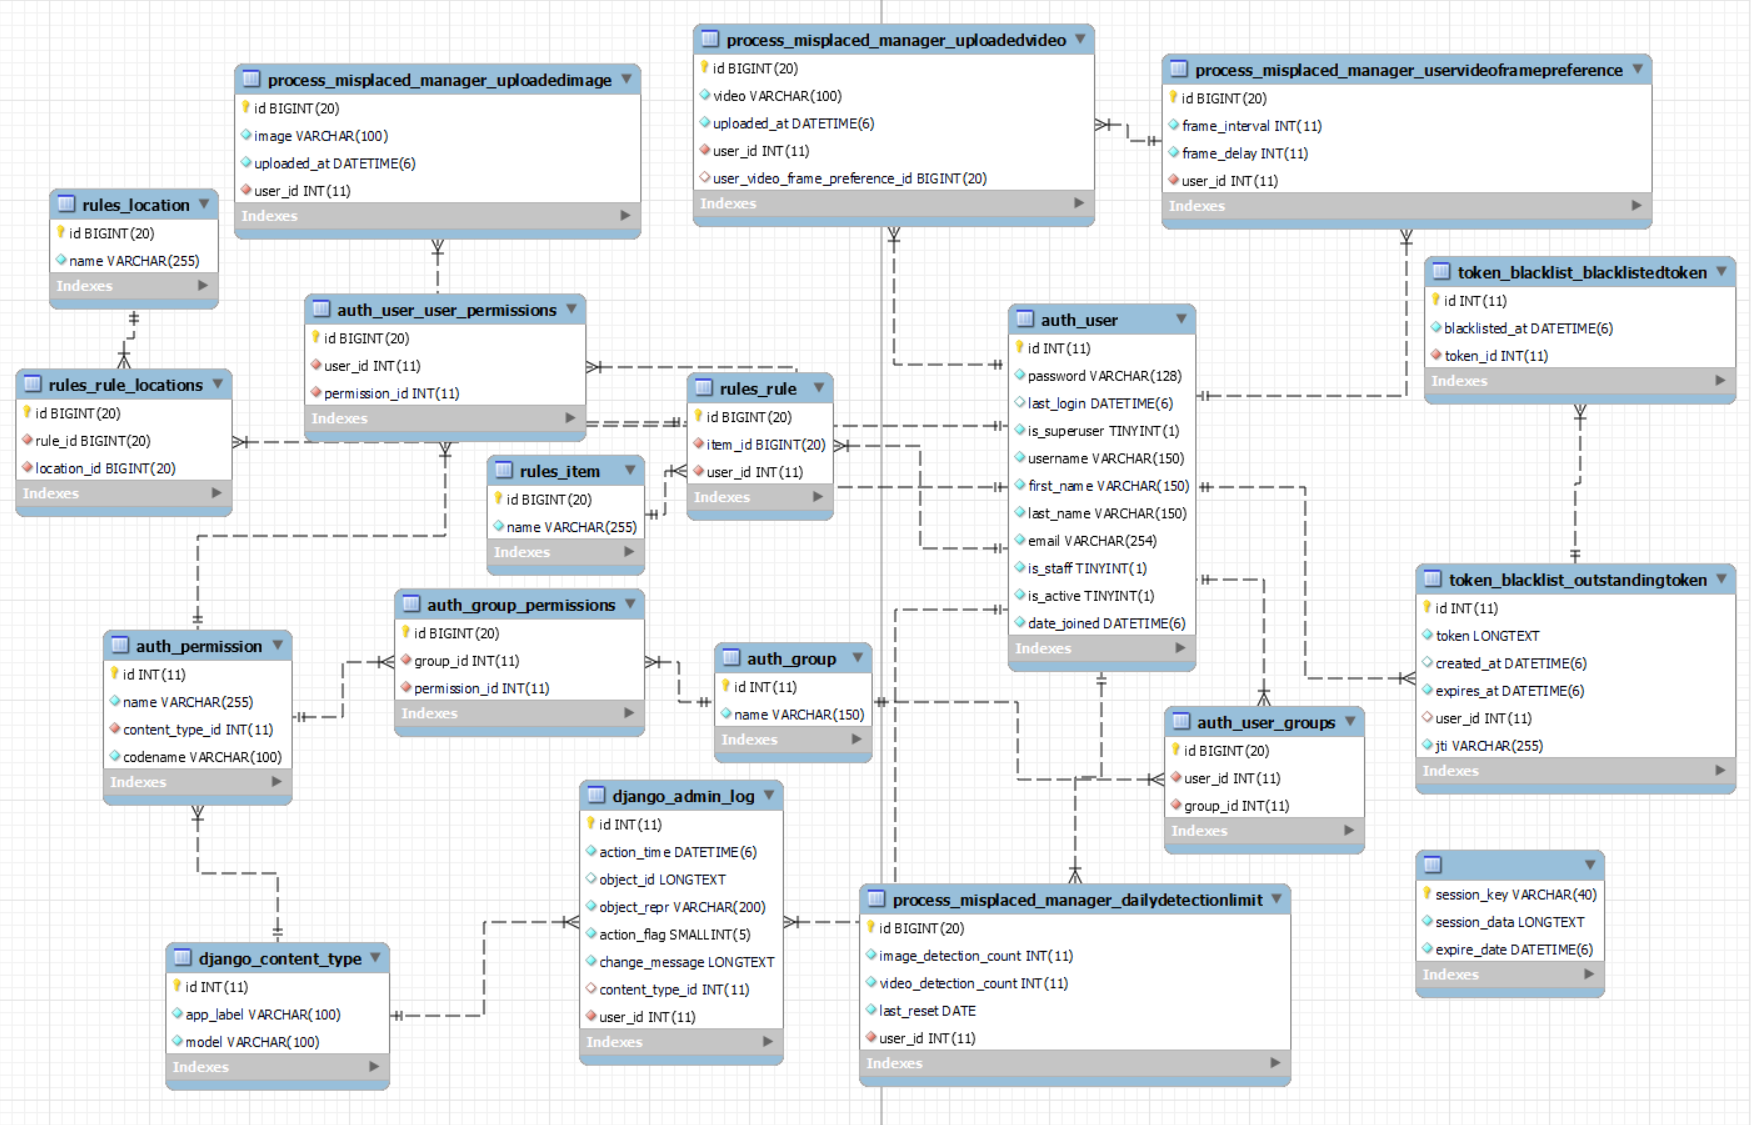 process_misplaced_manager_uploadedimage
id BIGINT(20)
image VARCHAR(100)
uploaded_at DATETIME(6)
user_id INT(11)
Indexes
process_misplaced_manager_uploadedvideo
id BIGINT(20)
video VARCHAR(100)
uploaded_at DATETIME(6)
user_id INT(11)
user_video_frame_preference_id BIGINT(20)
Indexes
process_misplaced_manager_uservideoframepreference
id BIGINT(20)
frame_interval INT(11)
frame_delay INT(11)
user_id INT(11)
Indexes
rules_location
id BIGINT(20)
name VARCHAR(255)
Indexes
auth_user_user_permissions
id BIGINT(20)
user_id INT(11)
permission_id INT(11)
Indexes
auth_user
id INT(11)
password VARCHAR(128)
last_login DATETIME(6)
is_superuser TINYINT(1)
username VARCHAR(150)
first_name VARCHAR(150)
last_name VARCHAR(150)
email VARCHAR(254)
is_staff TINYINT(1)
is_active TINYINT(1)
date_joined DATETIME(6)
Indexes
token_blacklist_blacklistedtoken
id INT(11)
blacklisted_at DATETIME(6)
token_id INT(11)
Indexes
rules_rule_locations
id BIGINT(20)
rule_id BIGINT(20)
location_id BIGINT(20)
Indexes
rules_rule
id BIGINT(20)
item_id BIGINT(20)
user_id INT(11)
Indexes
rules_item
id BIGINT(20)
name VARCHAR(255)
Indexes
auth_group_permissions
id BIGINT(20)
group_id INT(11)
permission_id INT(11)
Indexes
auth_permission
id INT(11)
name VARCHAR(255)
content_type_id INT(11)
codename VARCHAR(100)
Indexes
auth_group
id INT(11)
name VARCHAR(150)
Indexes
token_blacklist_outstandingtoken
id INT(11)
token LONGTEXT
created_at DATETIME(6)
expires_at DATETIME(6)
user_id INT(11)
jti VARCHAR(255)
Indexes
auth_user_groups
id BIGINT(20)
user_id INT(11)
group_id INT(11)
Indexes
django_admin_log
id INT(11)
action_time DATETIME(6)
object_id LONGTEXT
object_repr VARCHAR(200)
action_flag SMALLINT(5)
change_message LONGTEXT
content_type_id INT(11)
user_id INT(11)
Indexes
process_misplaced_manager_dailydetectionlimit
id BIGINT(20)
image_detection_count INT(11)
video_detection_count INT(11)
last_reset DATE
user_id INT(11)
Indexes
session_key VARCHAR(40)
session_data LONGTEXT
expire_date DATETIME(6)
Indexes
django_content_type
id INT(11)
app_label VARCHAR(100)
model VARCHAR(100)
Indexes